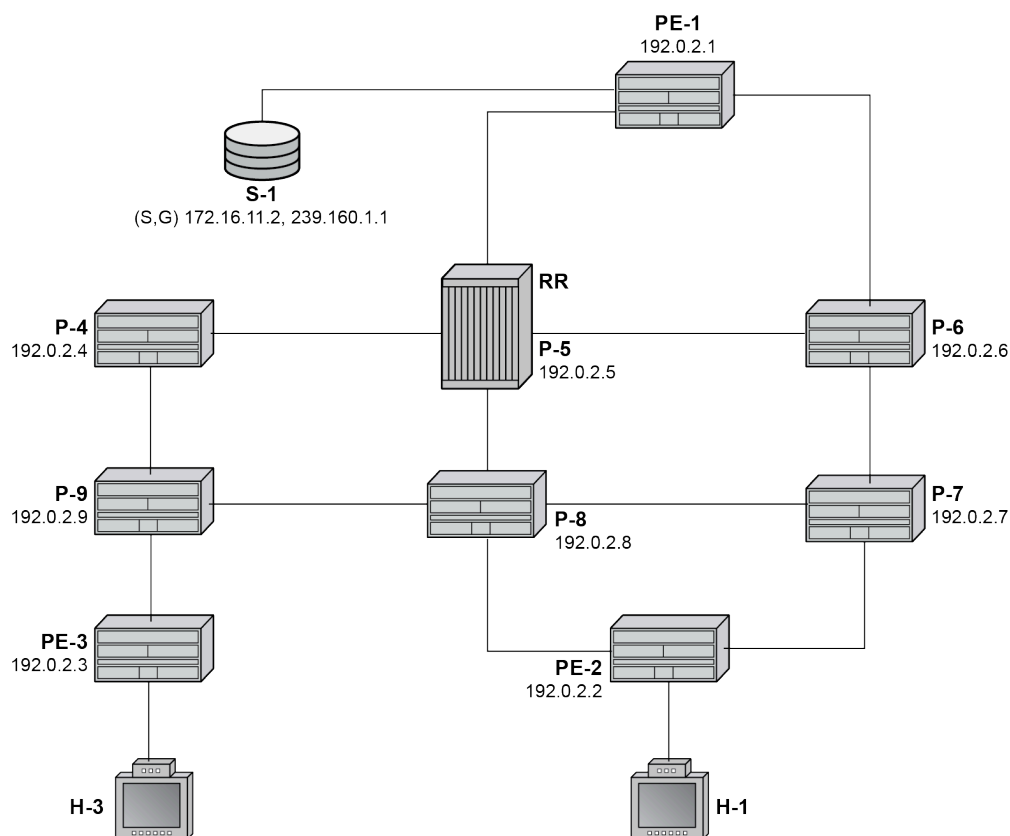 PE-1
192.0.2.1
S-1
(S,G) 172.16.11.2, 239.160.1.1
RR
P-4
192.0.2.4
P-5
192.0.2.5
P-6
192.0.2.6
P-9
192.0.2.9
P-8
192.0.2.8
P-7
192.0.2.7
PE-3
192.0.2.3
PE-2
192.0.2.2
H-3
H-1